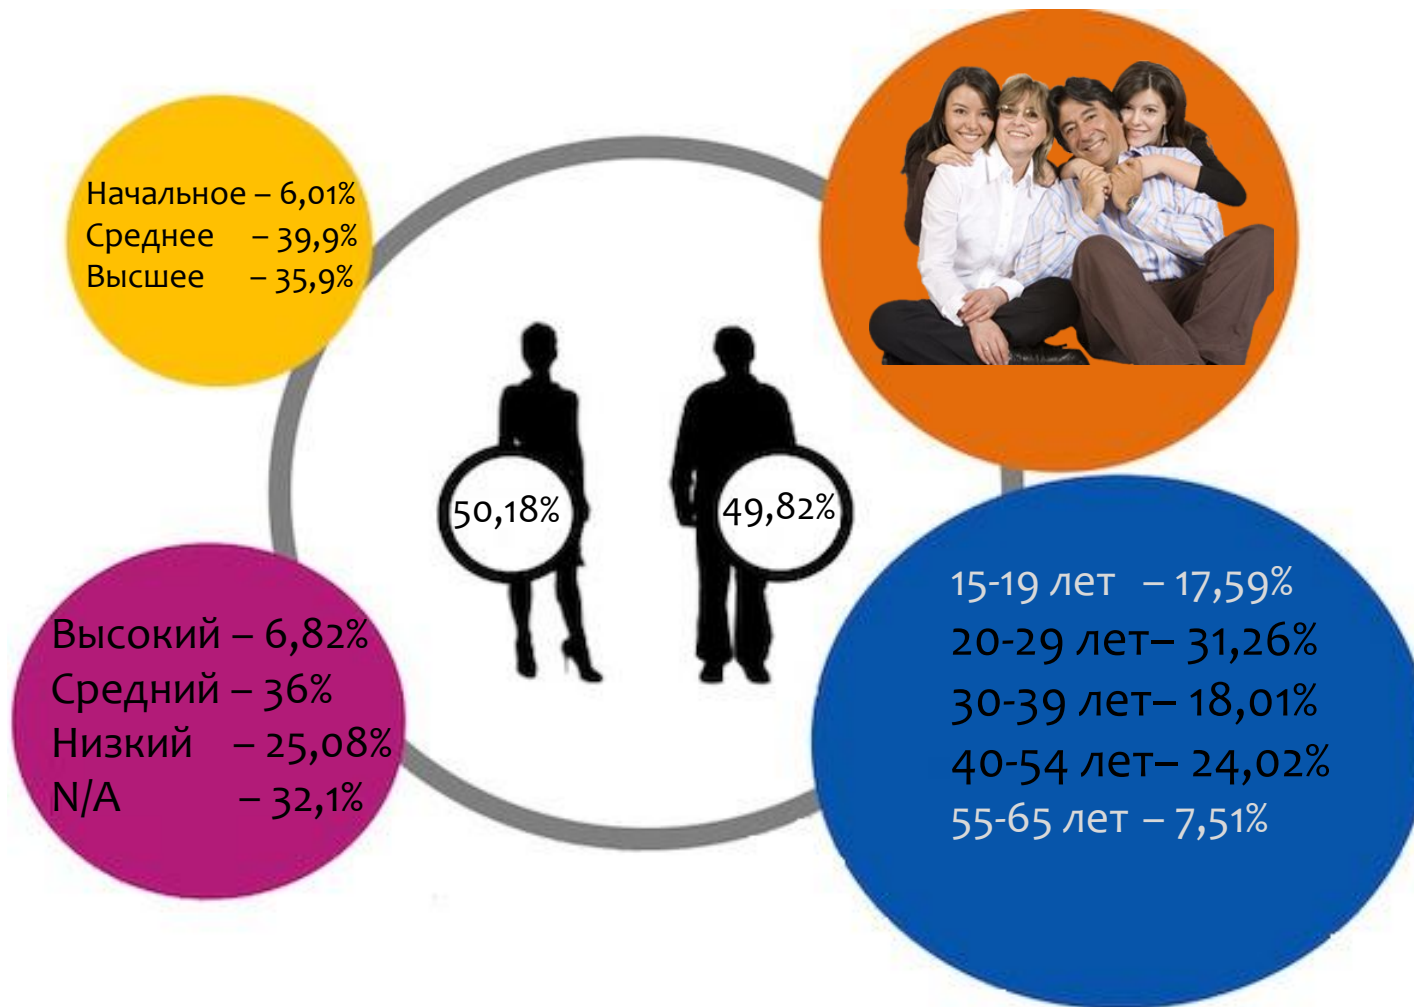 Начальное – 6,01%
Среднее – 39,9%
Высшее – 35,9%
50,18%
49,82%
Высокий – 6,82%
Средний – 36%
Низкий – 25,08%
N/A – 32,1%
15-19 лет – 17,59%
20-29 лет– 31,26%
30-39 лет– 18,01%
40-54 лет– 24,02%
55-65 лет – 7,51%